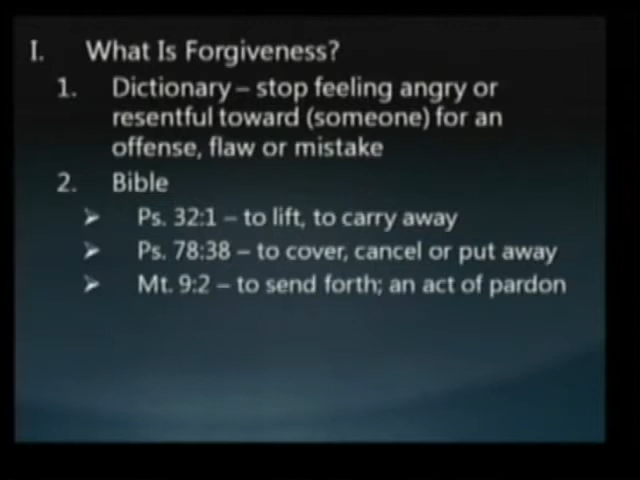 I. What Is Forgiveness?
1. Dictionary – stop feeling angry or
resentful toward (someone) for an
offense, flaw or mistake
2. Bible
➢ Ps. 32:1 – to lift, to carry away
➢ Ps. 78:38 – to cover, cancel or put away
➢ Mt. 9:2 – to send forth; an act of pardon